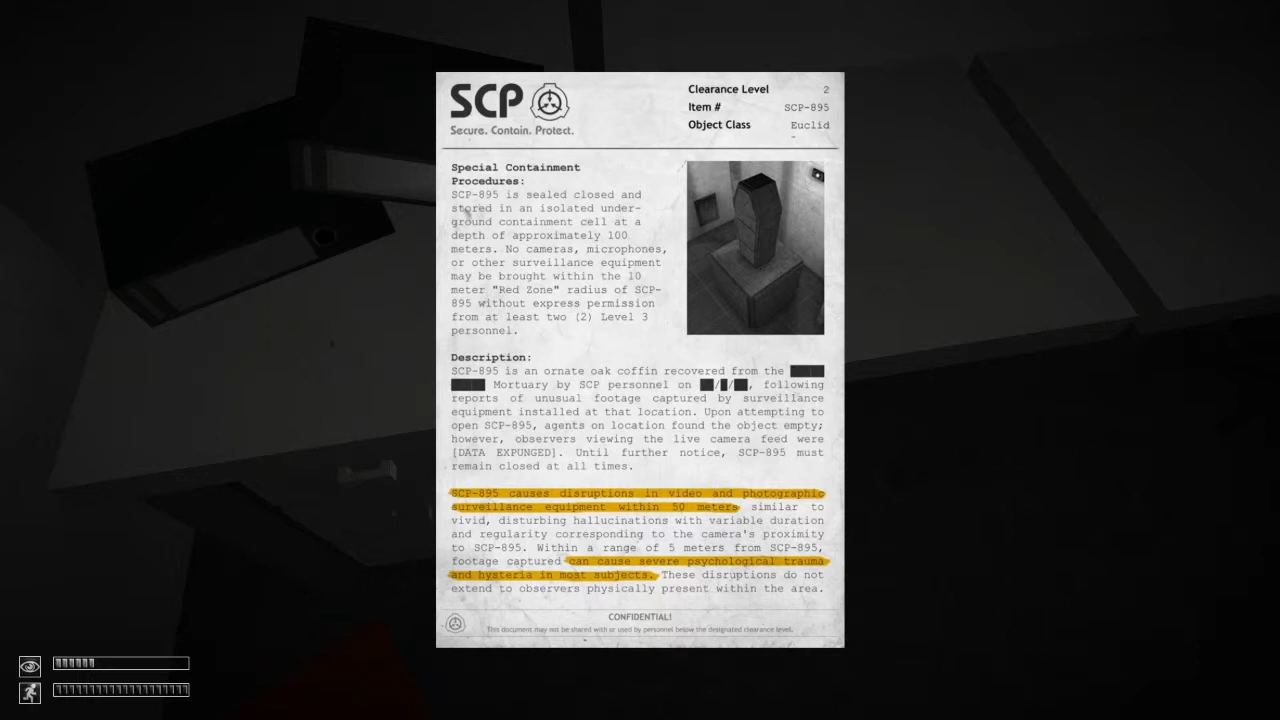 SCP
Secure. Contain. Protect.
Clearance Level 2
Item # SCP-895
Object Class Euclid
Special Containment
Procedures:
SCP-895 is sealed closed and
stored in an isolated under-
ground containment cell at a
depth of approximately 100
meters. No cameras, microphones,
or other surveillance equipment
may be brought within the 10
meter "Red Zone" radius of SCP-
895 without express permission
from at least two (2) Level 3
personnel.
Description:
SCP-895 is an ornate oak coffin recovered from the █████
█████ Mortuary by SCP personnel on ██/█/██, following
reports of unusual footage captured by surveillance
equipment installed at that location. Upon attempting to
open SCP-895, agents on location found the object empty;
however, observers viewing the live camera feed were
[DATA EXPUNGED]. Until further notice, SCP-895 must
remain closed at all times.
SCP-895 causes disruptions in video and photographic
surveillance equipment within 50 meters similar to
vivid, disturbing hallucinations with variable duration
and regularity corresponding to the camera's proximity
to SCP-895. Within a range of 5 meters from SCP-895,
footage captured can cause severe psychological trauma
and hysteria in most subjects. These disruptions do not
extend to observers physically present within the area.
CONFIDENTIAL!
This document may not be shared with or used by personnel below the designated clearance level.